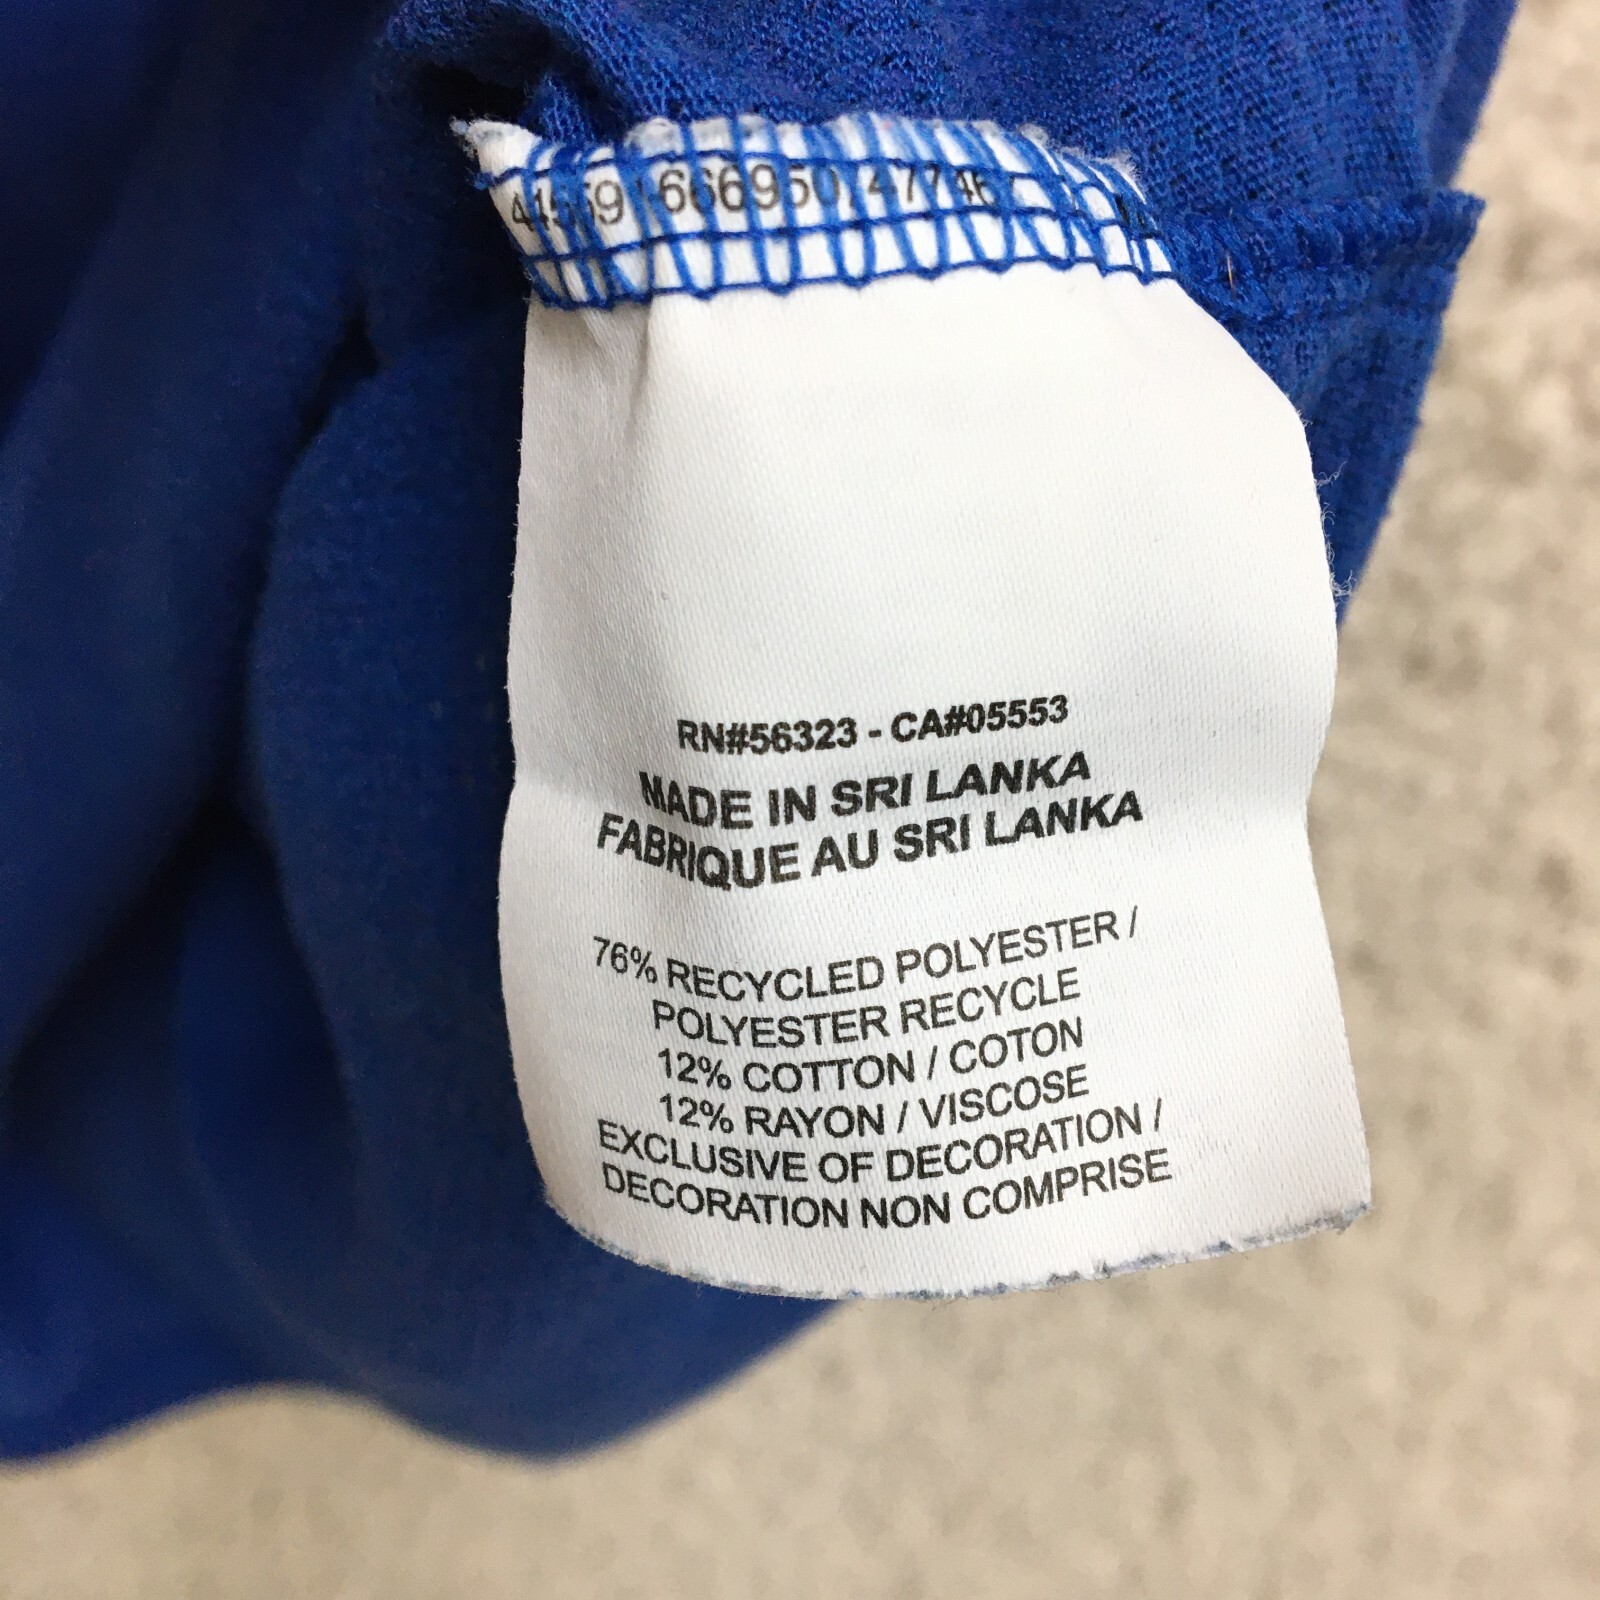 RN#56323 - CA#05553
MADE IN SRI LANKA
FABRIQUE AU SRI LANKA
76% RECYCLED POLYESTER /
POLYESTER RECYCLE
12% COTTON / COTON
12% RAYON / VISCOSE
EXCLUSIVE OF DECORATION /
DECORATION NON COMPRISE